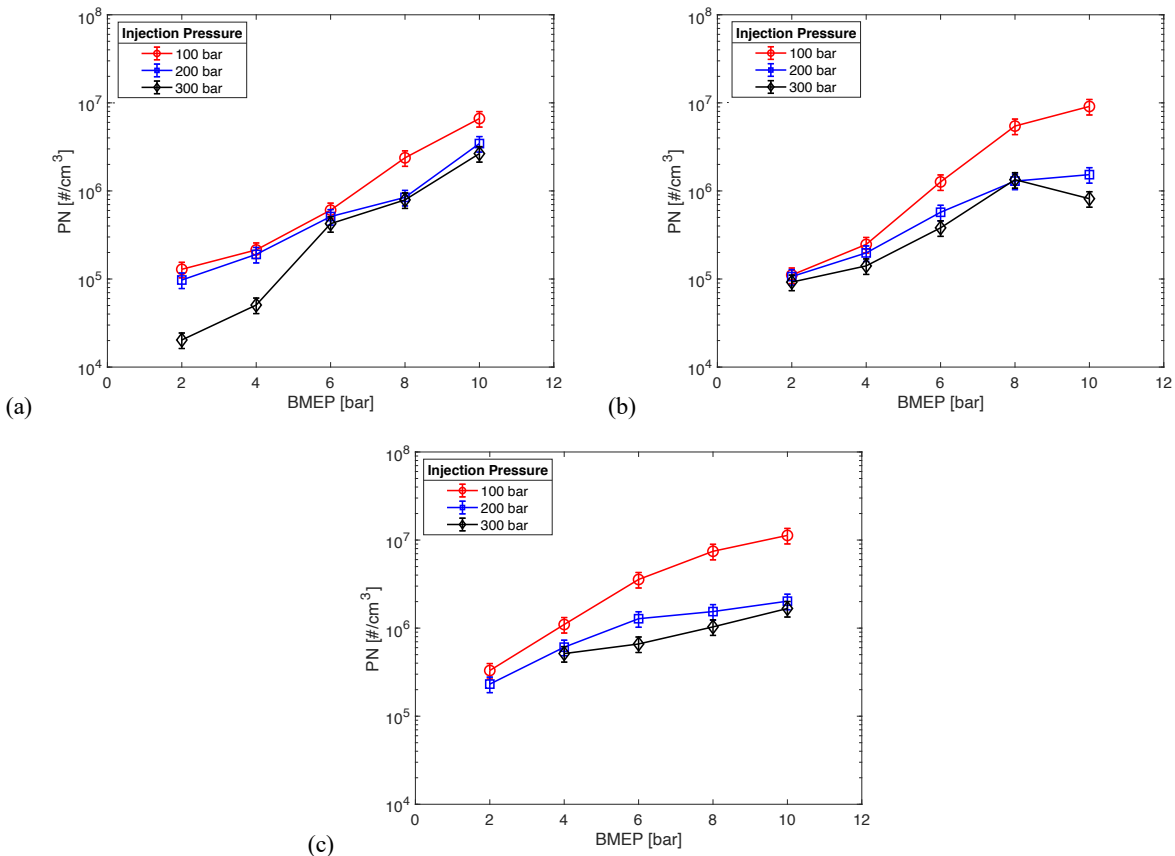 Injection Pressure
100 bar
200 bar
300 bar
PN [#/cm^3]
10^8
10^7
10^6
10^5
10^4
0 2 4 6 8 10 12
BMEP [bar]
(a)
Injection Pressure
100 bar
200 bar
300 bar
PN [#/cm^3]
10^8
10^7
10^6
10^5
10^4
0 2 4 6 8 10 12
BMEP [bar]
(b)
Injection Pressure
100 bar
200 bar
300 bar
PN [#/cm^3]
10^8
10^7
10^6
10^5
10^4
0 2 4 6 8 10 12
BMEP [bar]
(c)